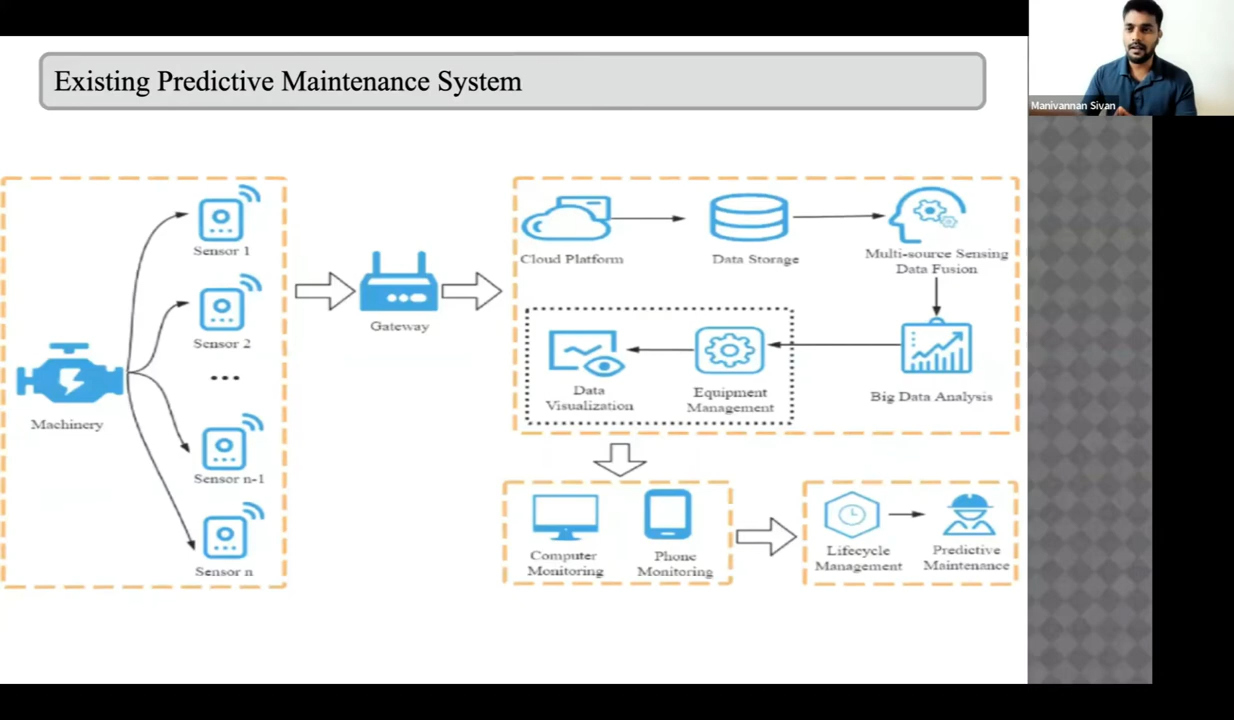 Existing Predictive Maintenance System
Manivannan Sivan
Sensor 1
Sensor 2
Sensor n-1
Sensor n
Machinery
Gateway
Cloud Platform
Data Storage
Multi-source Sensing
Data Fusion
Data
Visualization
Equipment
Management
Big Data Analysis
Computer
Monitoring
Phone
Monitoring
Lifecycle
Management
Predictive
Maintenance